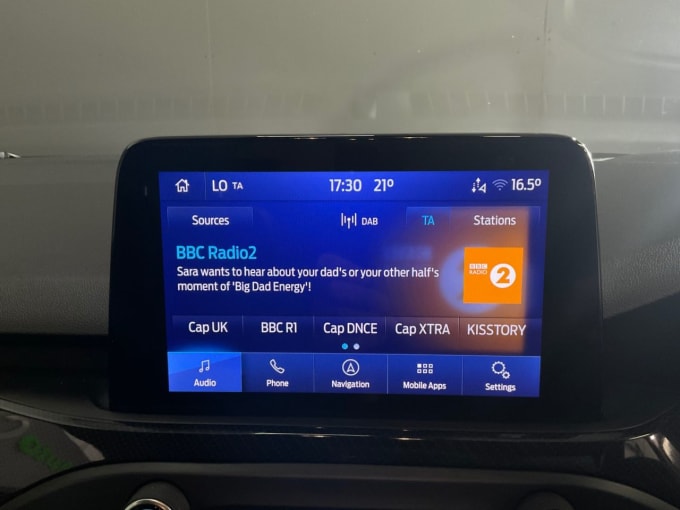 LO TA 17:30 21º 16.5º
Sources DAB TA Stations
BBC Radio2
Sara wants to hear about your dad's or your other half's
moment of 'Big Dad Energy'!
BBC
RADIO 2
Cap UK BBC R1 Cap DNCE Cap XTRA KISSTORY
Audio Phone Navigation Mobile Apps Settings